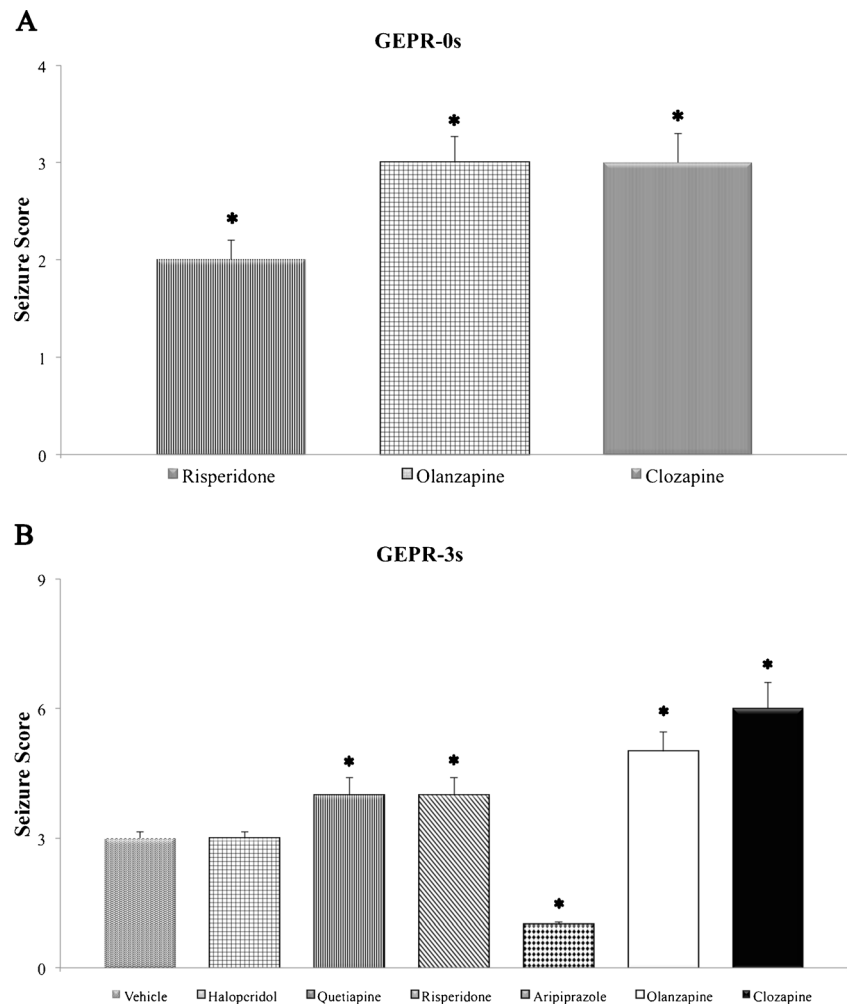 A
GEPR-0s
4
3
2
1
0
Seizure Score
* * *
Risperidone Olanzapine Clozapine
B
GEPR-3s
9
6
3
0
Seizure Score
* * * * *
Vehicle Haloperidol Quetiapine Risperidone Aripiprazole Olanzapine Clozapine